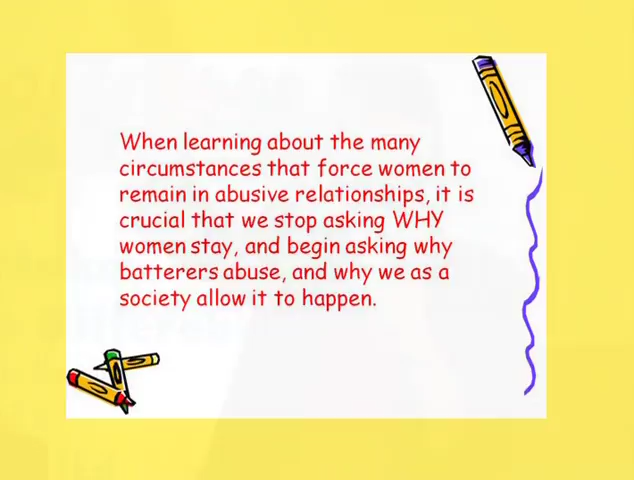 When learning about the many
circumstances that force women to
remain in abusive relationships, it is
crucial that we stop asking WHY
women stay, and begin asking why
batterers abuse, and why we as a
society allow it to happen.